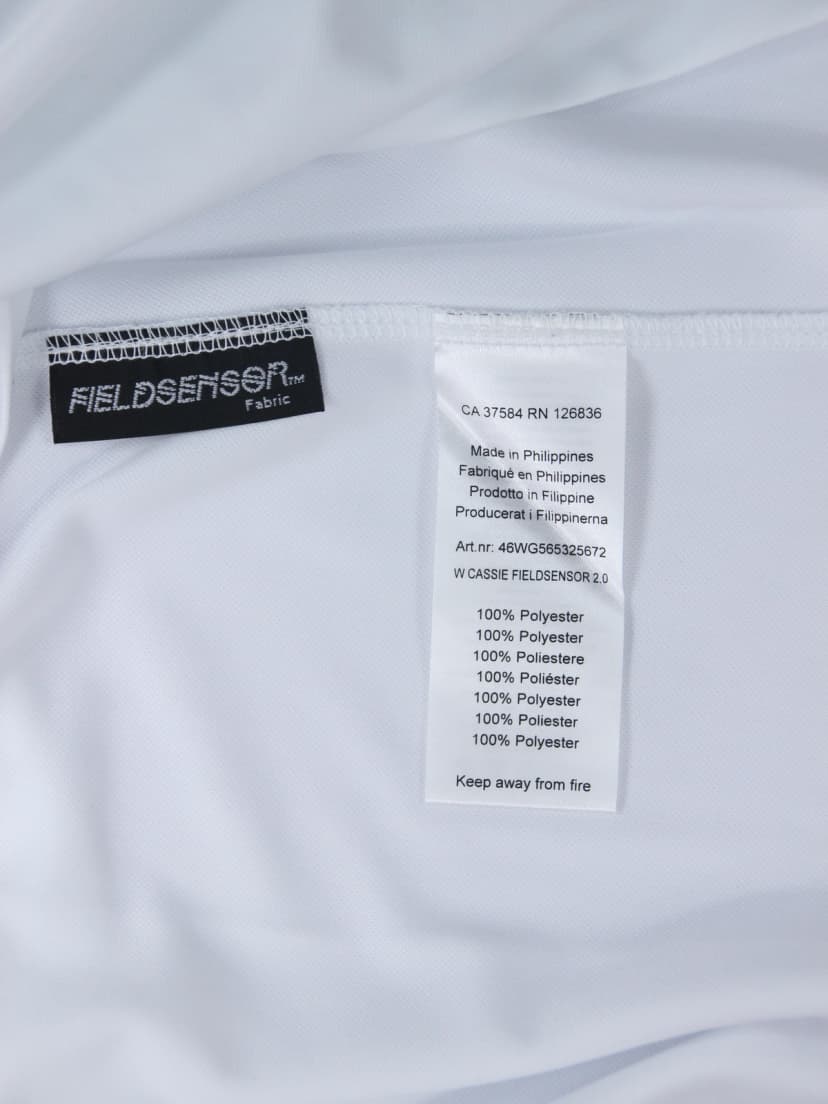 FIELDSENSOR™
Fabric
CA 37584 RN 126836
Made in Philippines
Fabriqué en Philippines
Prodotto in Filippine
Producerat i Filippinerna
Art.nr: 46WG565325672
W CASSIE FIELDSENSOR 2.0
100% Polyester
100% Polyester
100% Poliestere
100% Poliéster
100% Polyester
100% Poliester
100% Polyester
Keep away from fire